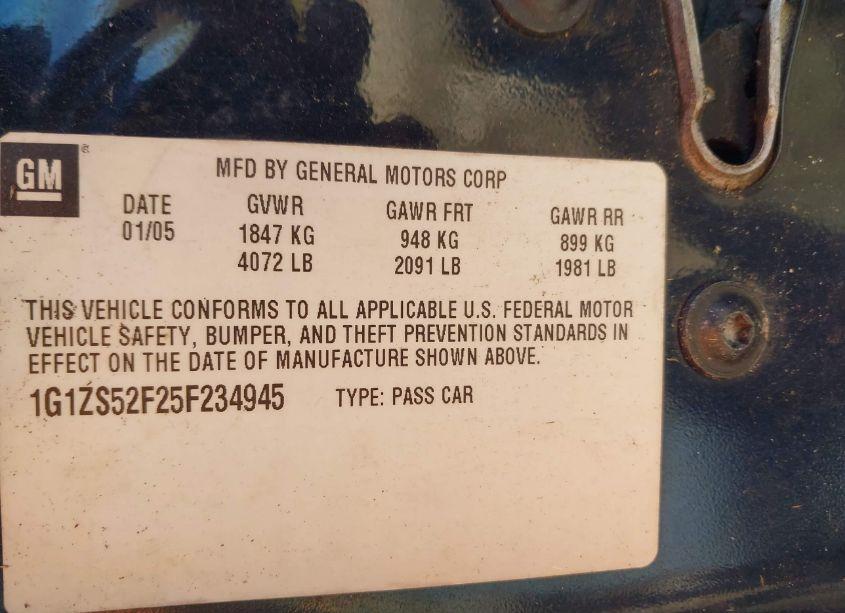 GM®
MFD BY GENERAL MOTORS CORP
DATE GVWR GAWR FRT GAWR RR
01/05 1847 KG 948 KG 899 KG
4072 LB 2091 LB 1981 LB
THIS VEHICLE CONFORMS TO ALL APPLICABLE U.S. FEDERAL MOTOR
VEHICLE SAFETY, BUMPER, AND THEFT PREVENTION STANDARDS IN
EFFECT ON THE DATE OF MANUFACTURE SHOWN ABOVE.
1G1ZS52F25F234945 TYPE: PASS CAR